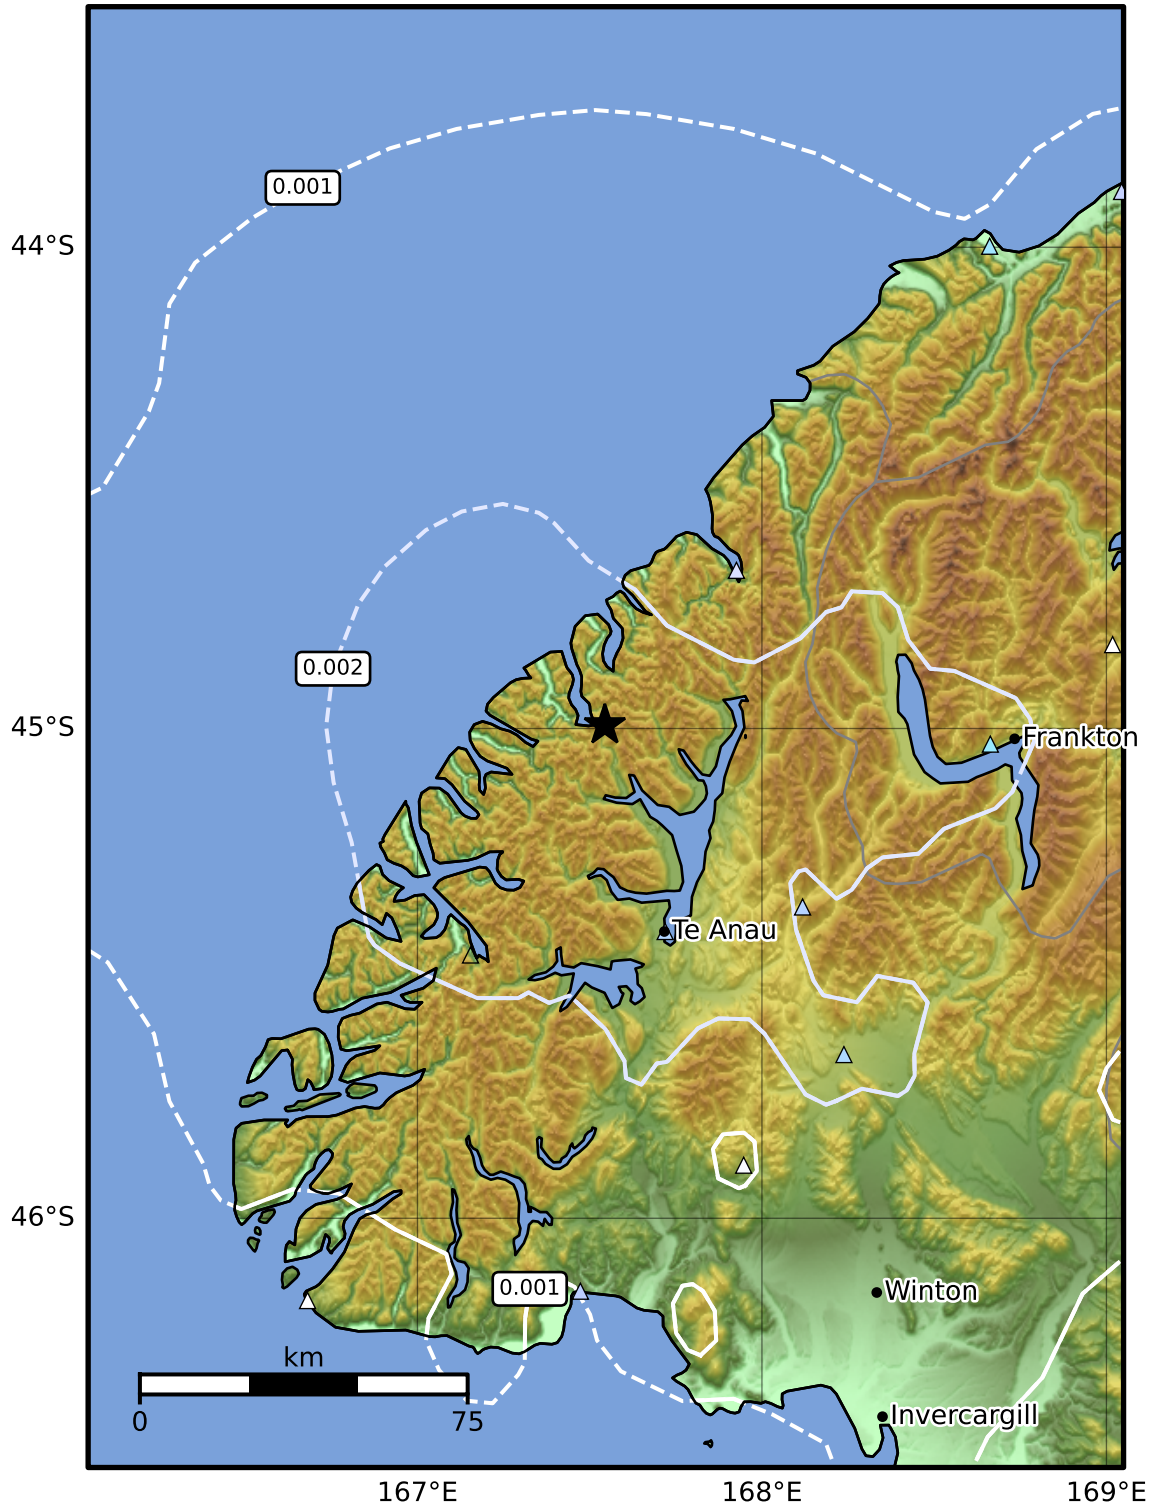 0.001
44°S
0.002
45°S
Frankton
Te Anau
46°S
0.001
Winton
km
0 75
Invercargill
167°E 168°E 169°E